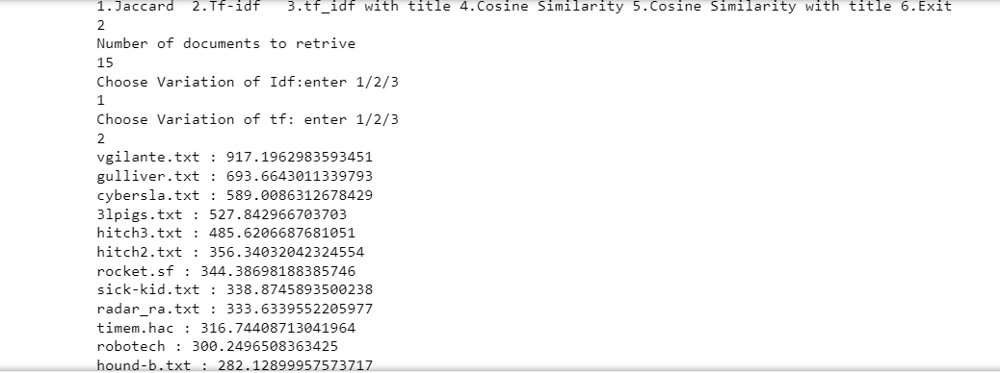 1.Jaccard 2.Tf-idf 3.tf_idf with title 4.Cosine Similarity 5.Cosine Similarity with title 6.Exit
2
Number of documents to retrive
15
Choose Variation of Idf:enter 1/2/3
1
Choose Variation of tf: enter 1/2/3
2
vgilante.txt : 917.1962983593451
gulliver.txt : 693.6643011339793
cybersla.txt : 589.0086312678429
3lpigs.txt : 527.842966703703
hitch3.txt : 485.6206687681051
hitch2.txt : 356.34032042324554
rocket.sf : 344.38698188385746
sick-kid.txt : 338.8745893500238
radar_ra.txt : 333.6339552205977
timem.hac : 316.74408713041964
robotech : 300.2496508363425
hound-b.txt : 282.12899957573717